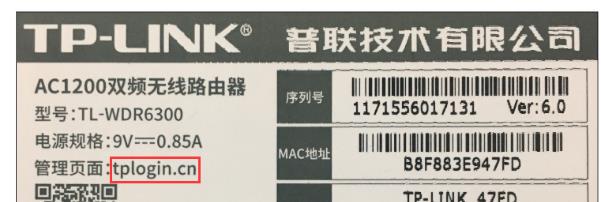 TP-LINK® 普联技术有限公司
AC1200双频无线路由器
型号:TL-WDR6300
电源规格:9V⎓0.85A
管理页面:tplogin.cn
序列号
1171556017131 Ver:6.0
MAC地址
B8F883E947FD
TP-LINK_47FD